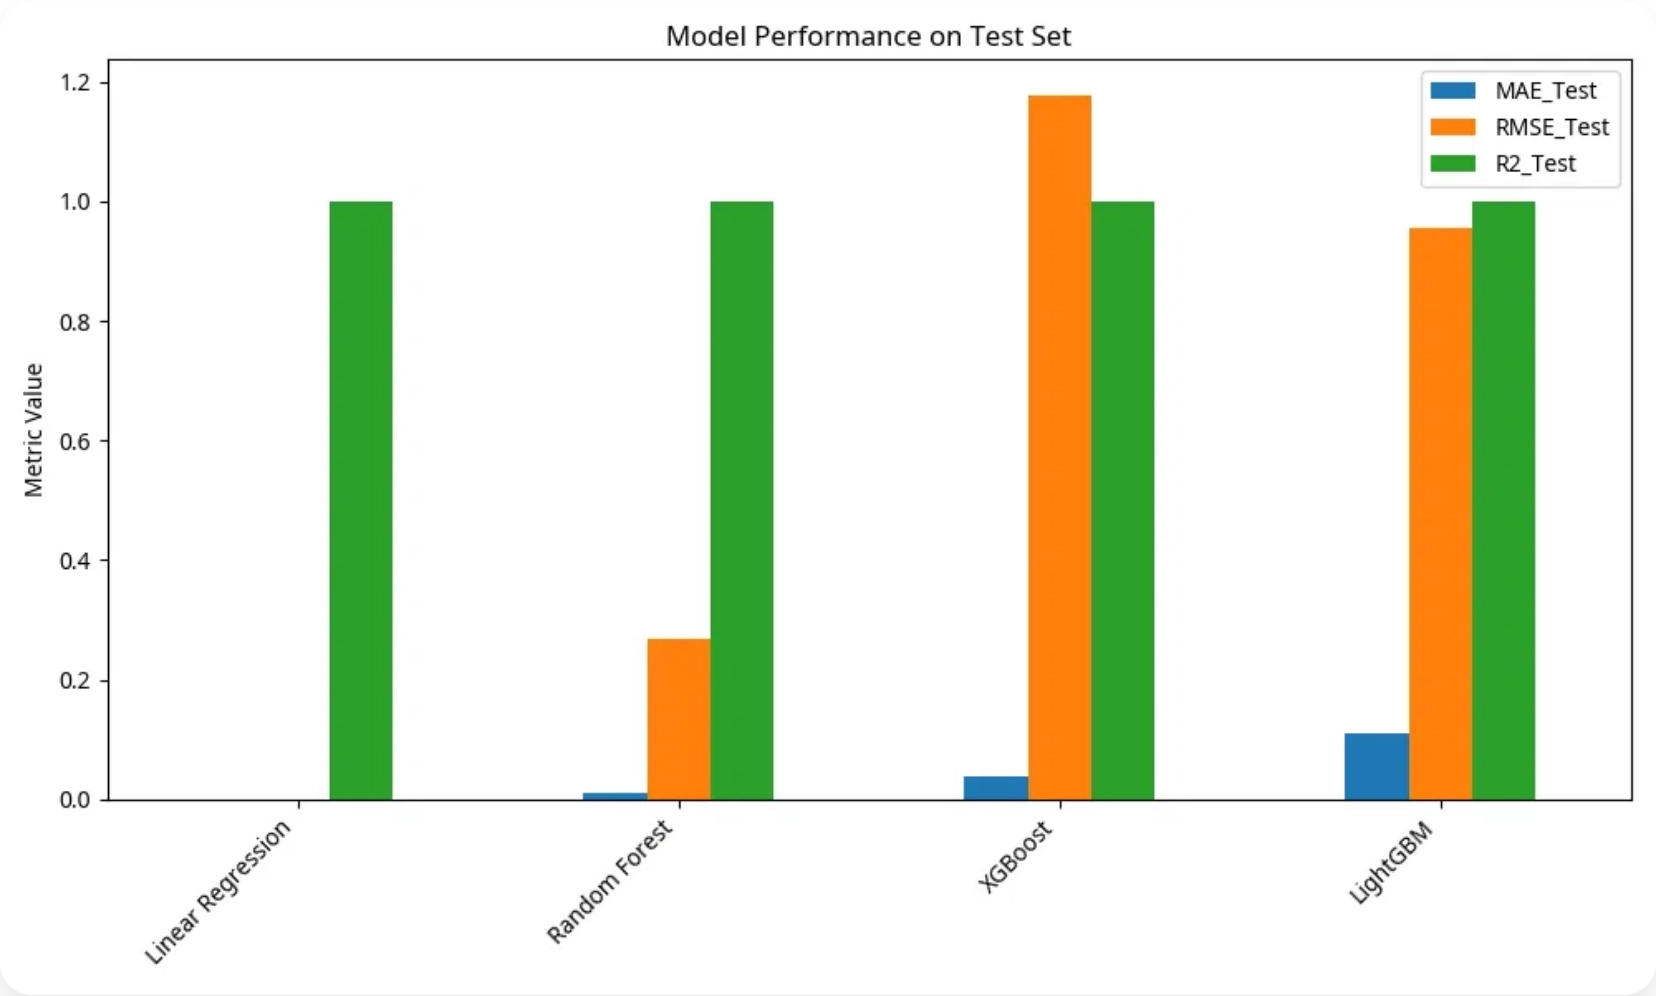 Model Performance on Test Set
MAE_Test
RMSE_Test
R2_Test
Metric Value
1.2
1.0
0.8
0.6
0.4
0.2
0.0
Linear Regression
Random Forest
XGBoost
LightGBM